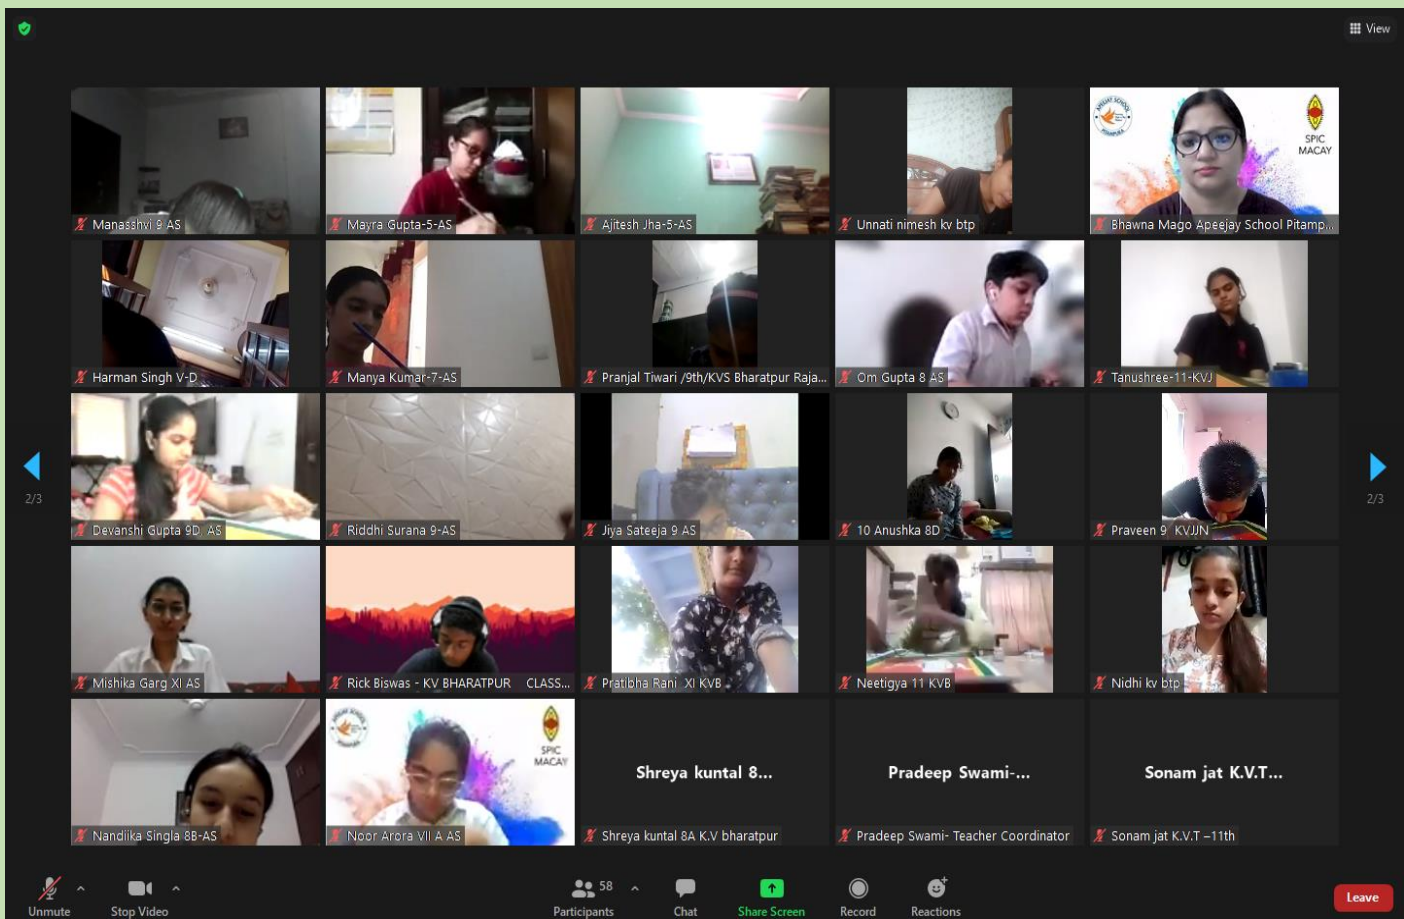 View
Manasshvi 9 AS
Mayra Gupta-5-AS
Ajitesh Jha-5-AS
Unnati nimesh kv btp
APEEJAY SCHOOL
PITAMPURA
SPIC
MACAY
Bhawna Mago Apeejay School Pitamp...
Harman Singh V-D
Manya Kumar-7-AS
Pranjal Tiwari /9th/KVS Bharatpur Raja...
Om Gupta 8 AS
Tanushree-11-KVJ
2/3
2/3
Devanshi Gupta 9D, AS
Riddhi Surana 9-AS
Jiya Sateeja 9 AS
10 Anushka 8D
Praveen 9 KVJJN
Mishika Garg XI AS
Rick Biswas - KV BHARATPUR CLASS...
Pratibha Rani XI KVB
Neetigya 11 KVB
Nidhi kv btp
SPIC
MACAY
Nandiika Singla 8B-AS
Noor Arora VII A AS
Shreya kuntal 8...
Shreya kuntal 8A K.V bharatpur
Pradeep Swami-...
Pradeep Swami- Teacher Coordinator
Sonam jat K.V.T...
Sonam jat K.V.T –11th
Unmute
Stop Video
58
Participants
Chat
Share Screen
Record
Reactions
Leave